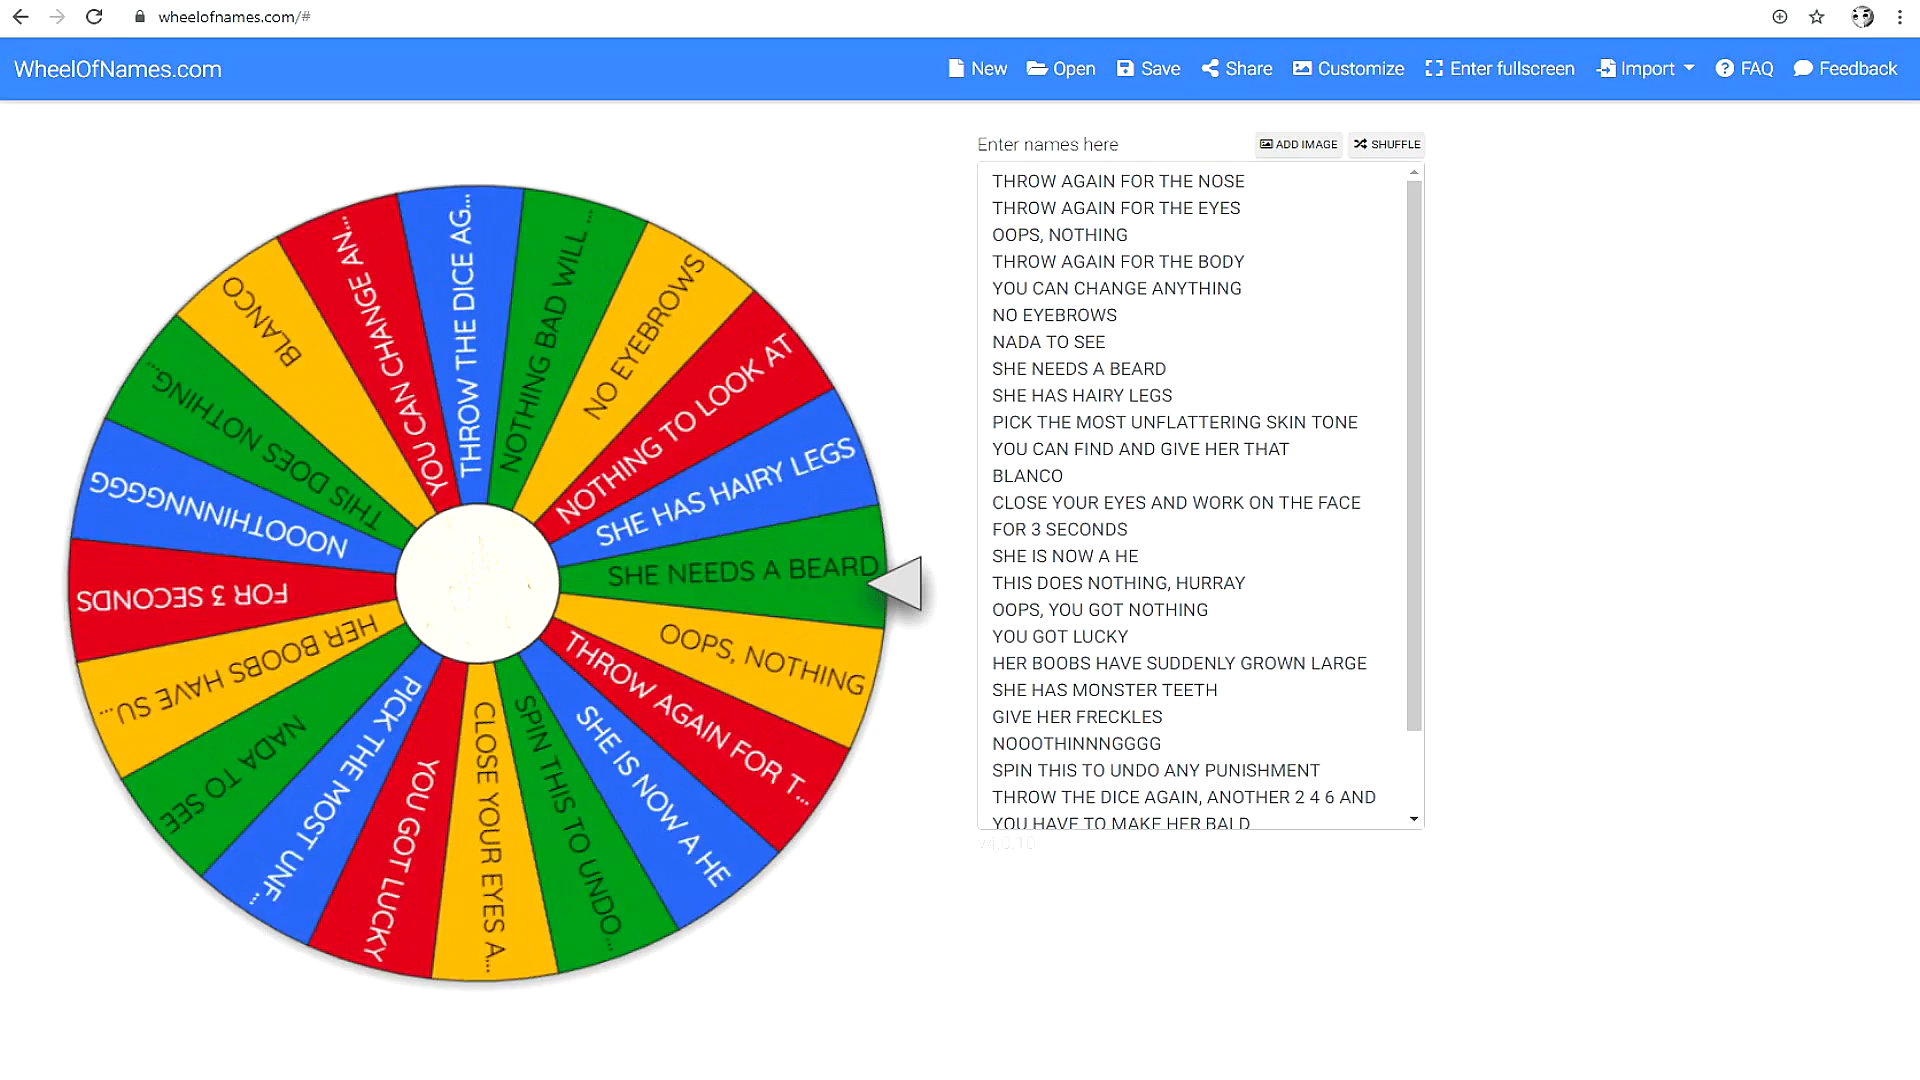 wheelofnames.com/#
WheelOfNames.com
New
Open
Save
Share
Customize
Enter fullscreen
Import
FAQ
Feedback
Enter names here
ADD IMAGE
SHUFFLE
THROW AGAIN FOR THE NOSE
THROW AGAIN FOR THE EYES
OOPS, NOTHING
THROW AGAIN FOR THE BODY
YOU CAN CHANGE ANYTHING
NO EYEBROWS
NADA TO SEE
SHE NEEDS A BEARD
SHE HAS HAIRY LEGS
PICK THE MOST UNFLATTERING SKIN TONE
YOU CAN FIND AND GIVE HER THAT
BLANCO
CLOSE YOUR EYES AND WORK ON THE FACE
FOR 3 SECONDS
SHE IS NOW A HE
THIS DOES NOTHING, HURRAY
OOPS, YOU GOT NOTHING
YOU GOT LUCKY
HER BOOBS HAVE SUDDENLY GROWN LARGE
SHE HAS MONSTER TEETH
GIVE HER FRECKLES
NOOOTHINNNGGGG
SPIN THIS TO UNDO ANY PUNISHMENT
THROW THE DICE AGAIN, ANOTHER 2 4 6 AND
YOU HAVE TO MAKE HER BALD
v4.0.10
THROW THE DICE AG...
NOTHING BAD WILL ...
NO EYEBROWS
NOTHING TO LOOK AT
SHE HAS HAIRY LEGS
SHE NEEDS A BEARD
OOPS, NOTHING
THROW AGAIN FOR T...
SHE IS NOW A HE
SPIN THIS TO UNDO...
CLOSE YOUR EYES A...
YOU GOT LUCKY
PICK THE MOST UNF...
NADA TO SEE
HER BOOBS HAVE SU...
FOR 3 SECONDS
NOOOTHINNNGGGG
THIS DOES NOTHING...
BLANCO
YOU CAN CHANGE AN...